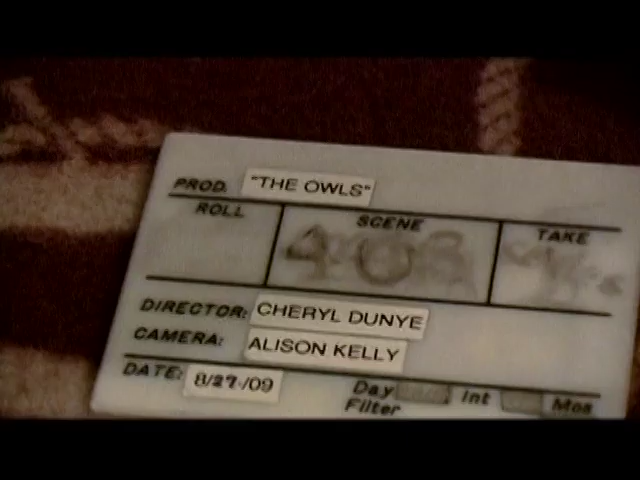 PROD. "THE OWLS"
ROLL SCENE TAKE
DIRECTOR: CHERYL DUNYE
CAMERA: ALISON KELLY
DATE: 8/27/09
Day Int Mos
Filter